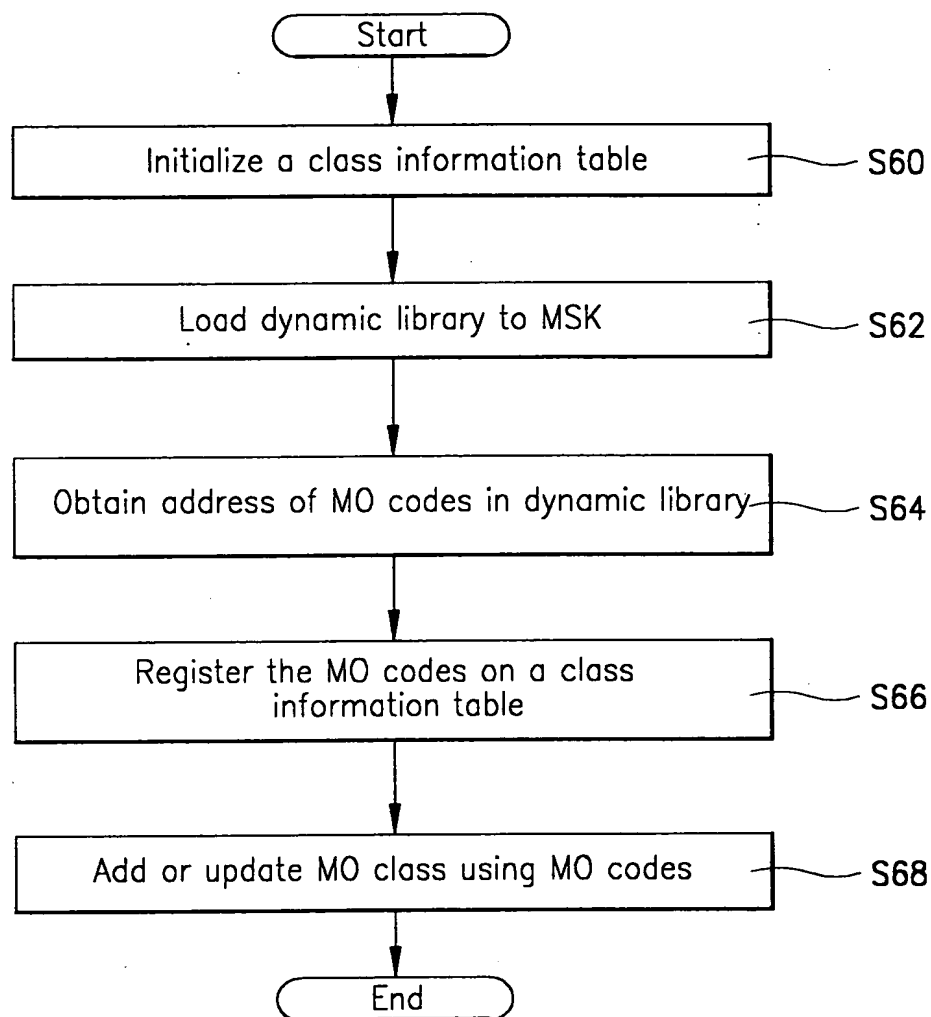 Start
Initialize a class information table
S60
Load dynamic library to MSK
S62
Obtain address of MO codes in dynamic library
S64
Register the MO codes on a class
information table
S66
Add or update MO class using MO codes
S68
End